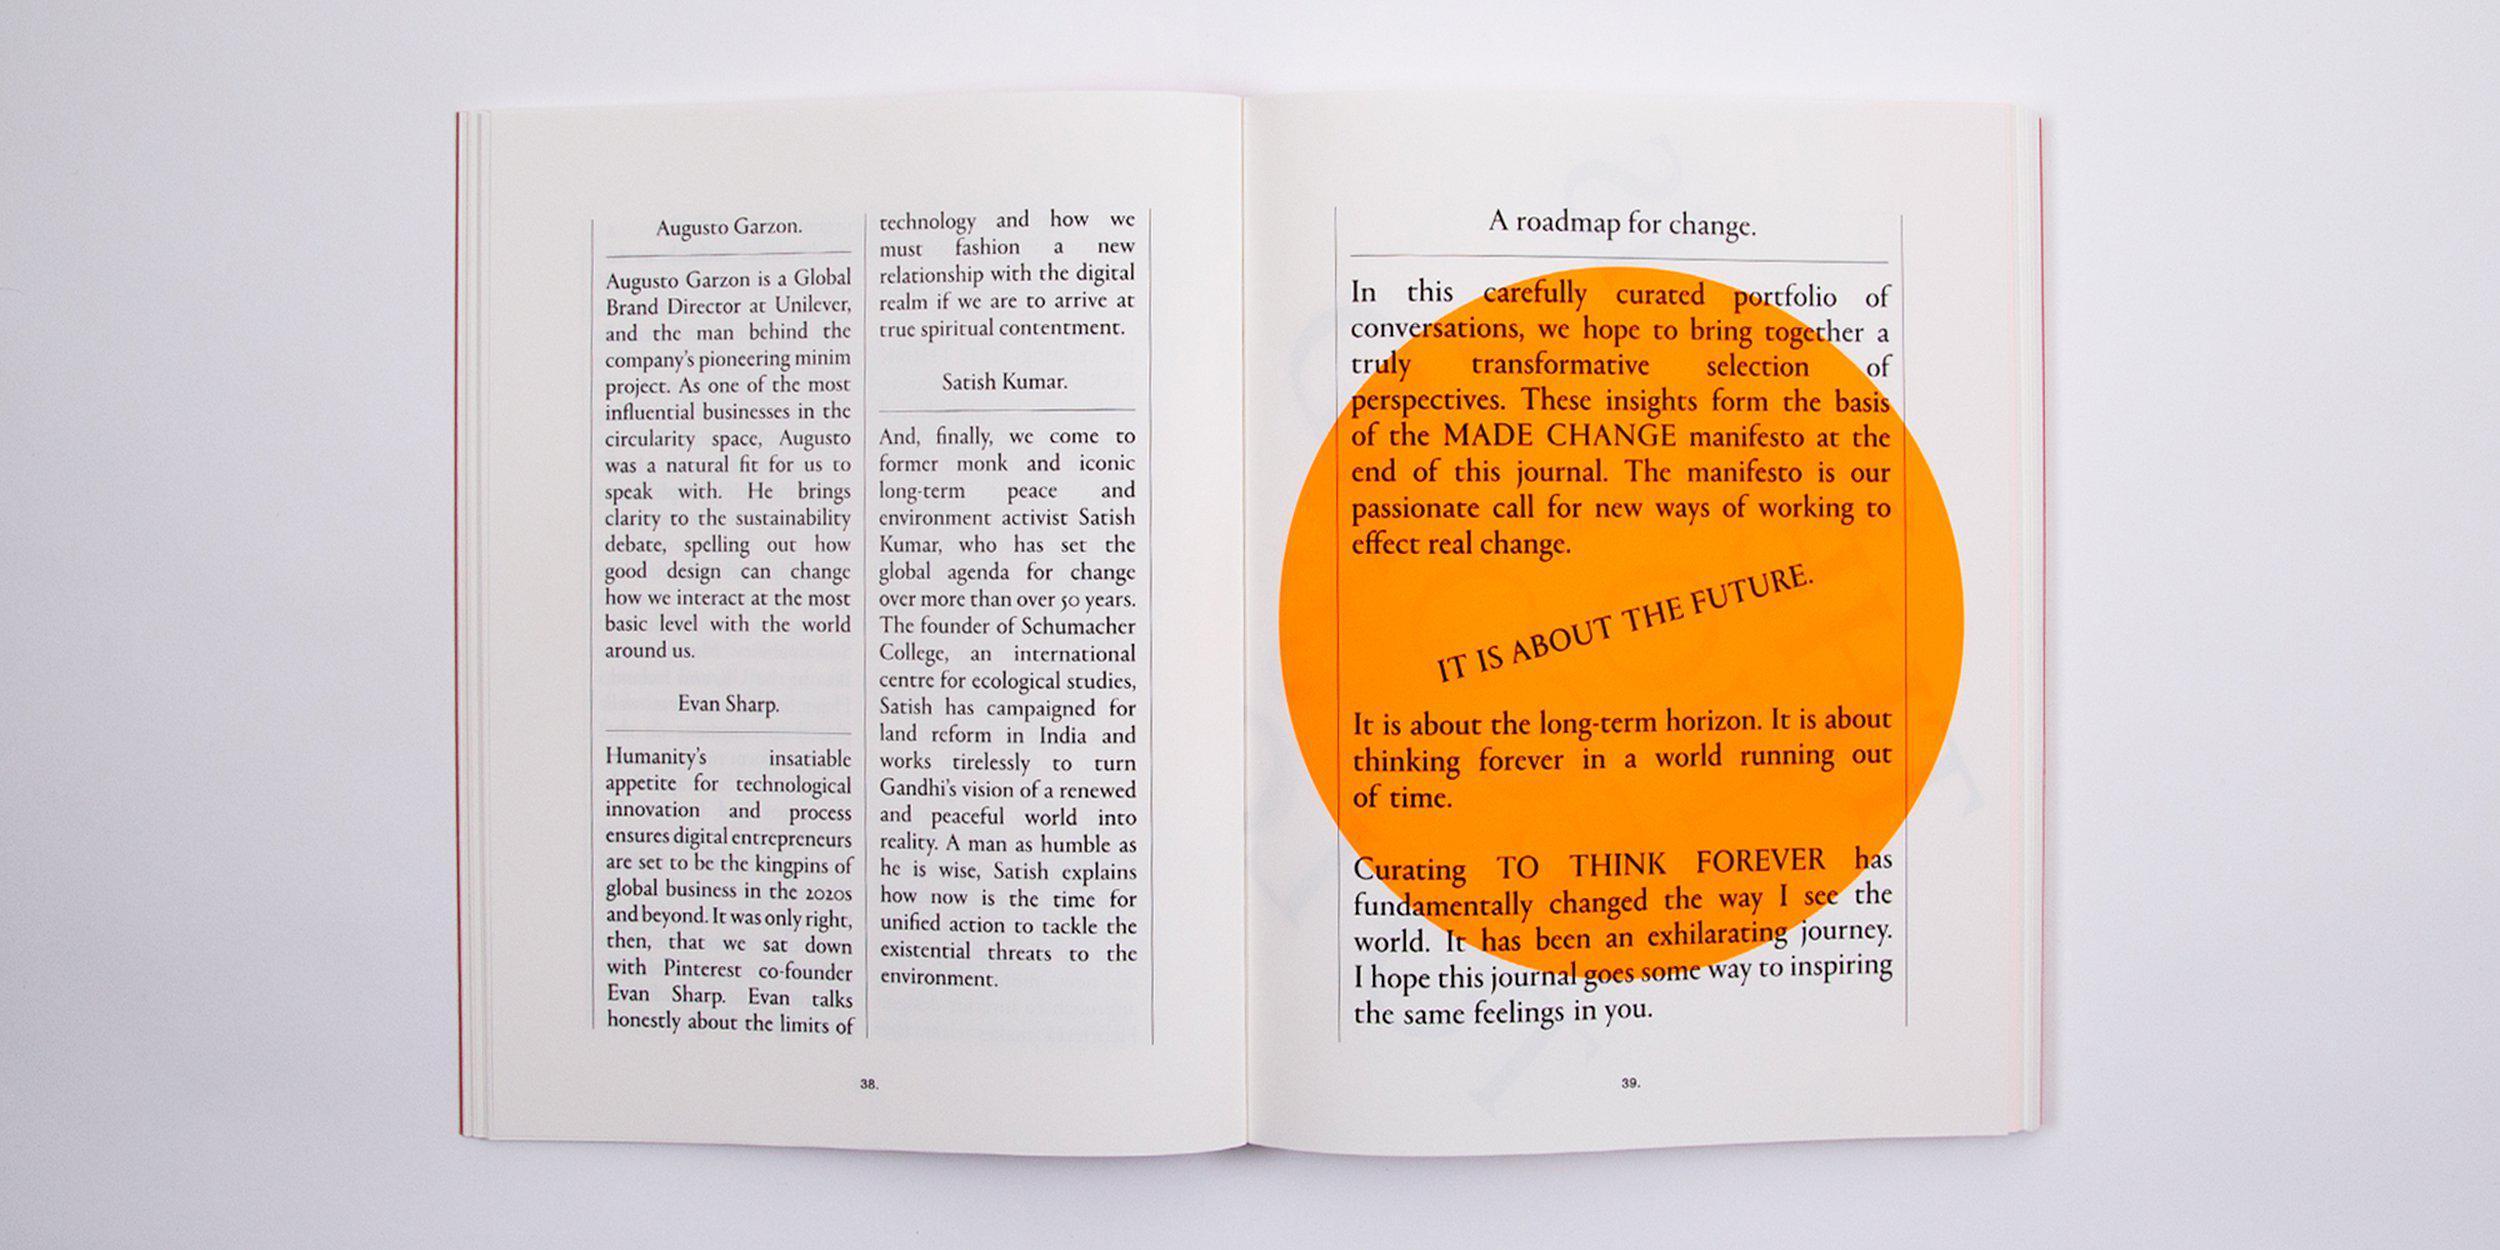 Augusto Garzon.
Augusto Garzon is a Global
Brand Director at Unilever,
and the man behind the
company's pioneering minim
project. As one of the most
influential businesses in the
circularity space, Augusto
was a natural fit for us to
speak with. He brings
clarity to the sustainability
debate, spelling out how
good design can change
how we interact at the most
basic level with the world
around us.
Evan Sharp.
Humanity's insatiable
appetite for technological
innovation and process
ensures digital entrepreneurs
are set to be the kingpins of
global business in the 2020s
and beyond. It was only right,
then, that we sat down
with Pinterest co-founder
Evan Sharp. Evan talks
honestly about the limits of
technology and how we
must fashion a new
relationship with the digital
realm if we are to arrive at
true spiritual contentment.
Satish Kumar.
And, finally, we come to
former monk and iconic
long-term peace and
environment activist Satish
Kumar, who has set the
global agenda for change
over more than over 50 years.
The founder of Schumacher
College, an international
centre for ecological studies,
Satish has campaigned for
land reform in India and
works tirelessly to turn
Gandhi's vision of a renewed
and peaceful world into
reality. A man as humble as
he is wise, Satish explains
how now is the time for
unified action to tackle the
existential threats to the
environment.
38.
A roadmap for change.
In this carefully curated portfolio of
conversations, we hope to bring together a
truly transformative selection of
perspectives. These insights form the basis
of the MADE CHANGE manifesto at the
end of this journal. The manifesto is our
passionate call for new ways of working to
effect real change.
IT IS ABOUT THE FUTURE.
It is about the long-term horizon. It is about
thinking forever in a world running out
of time.
Curating TO THINK FOREVER has
fundamentally changed the way I see the
world. It has been an exhilarating journey.
I hope this journal goes some way to inspiring
the same feelings in you.
39.